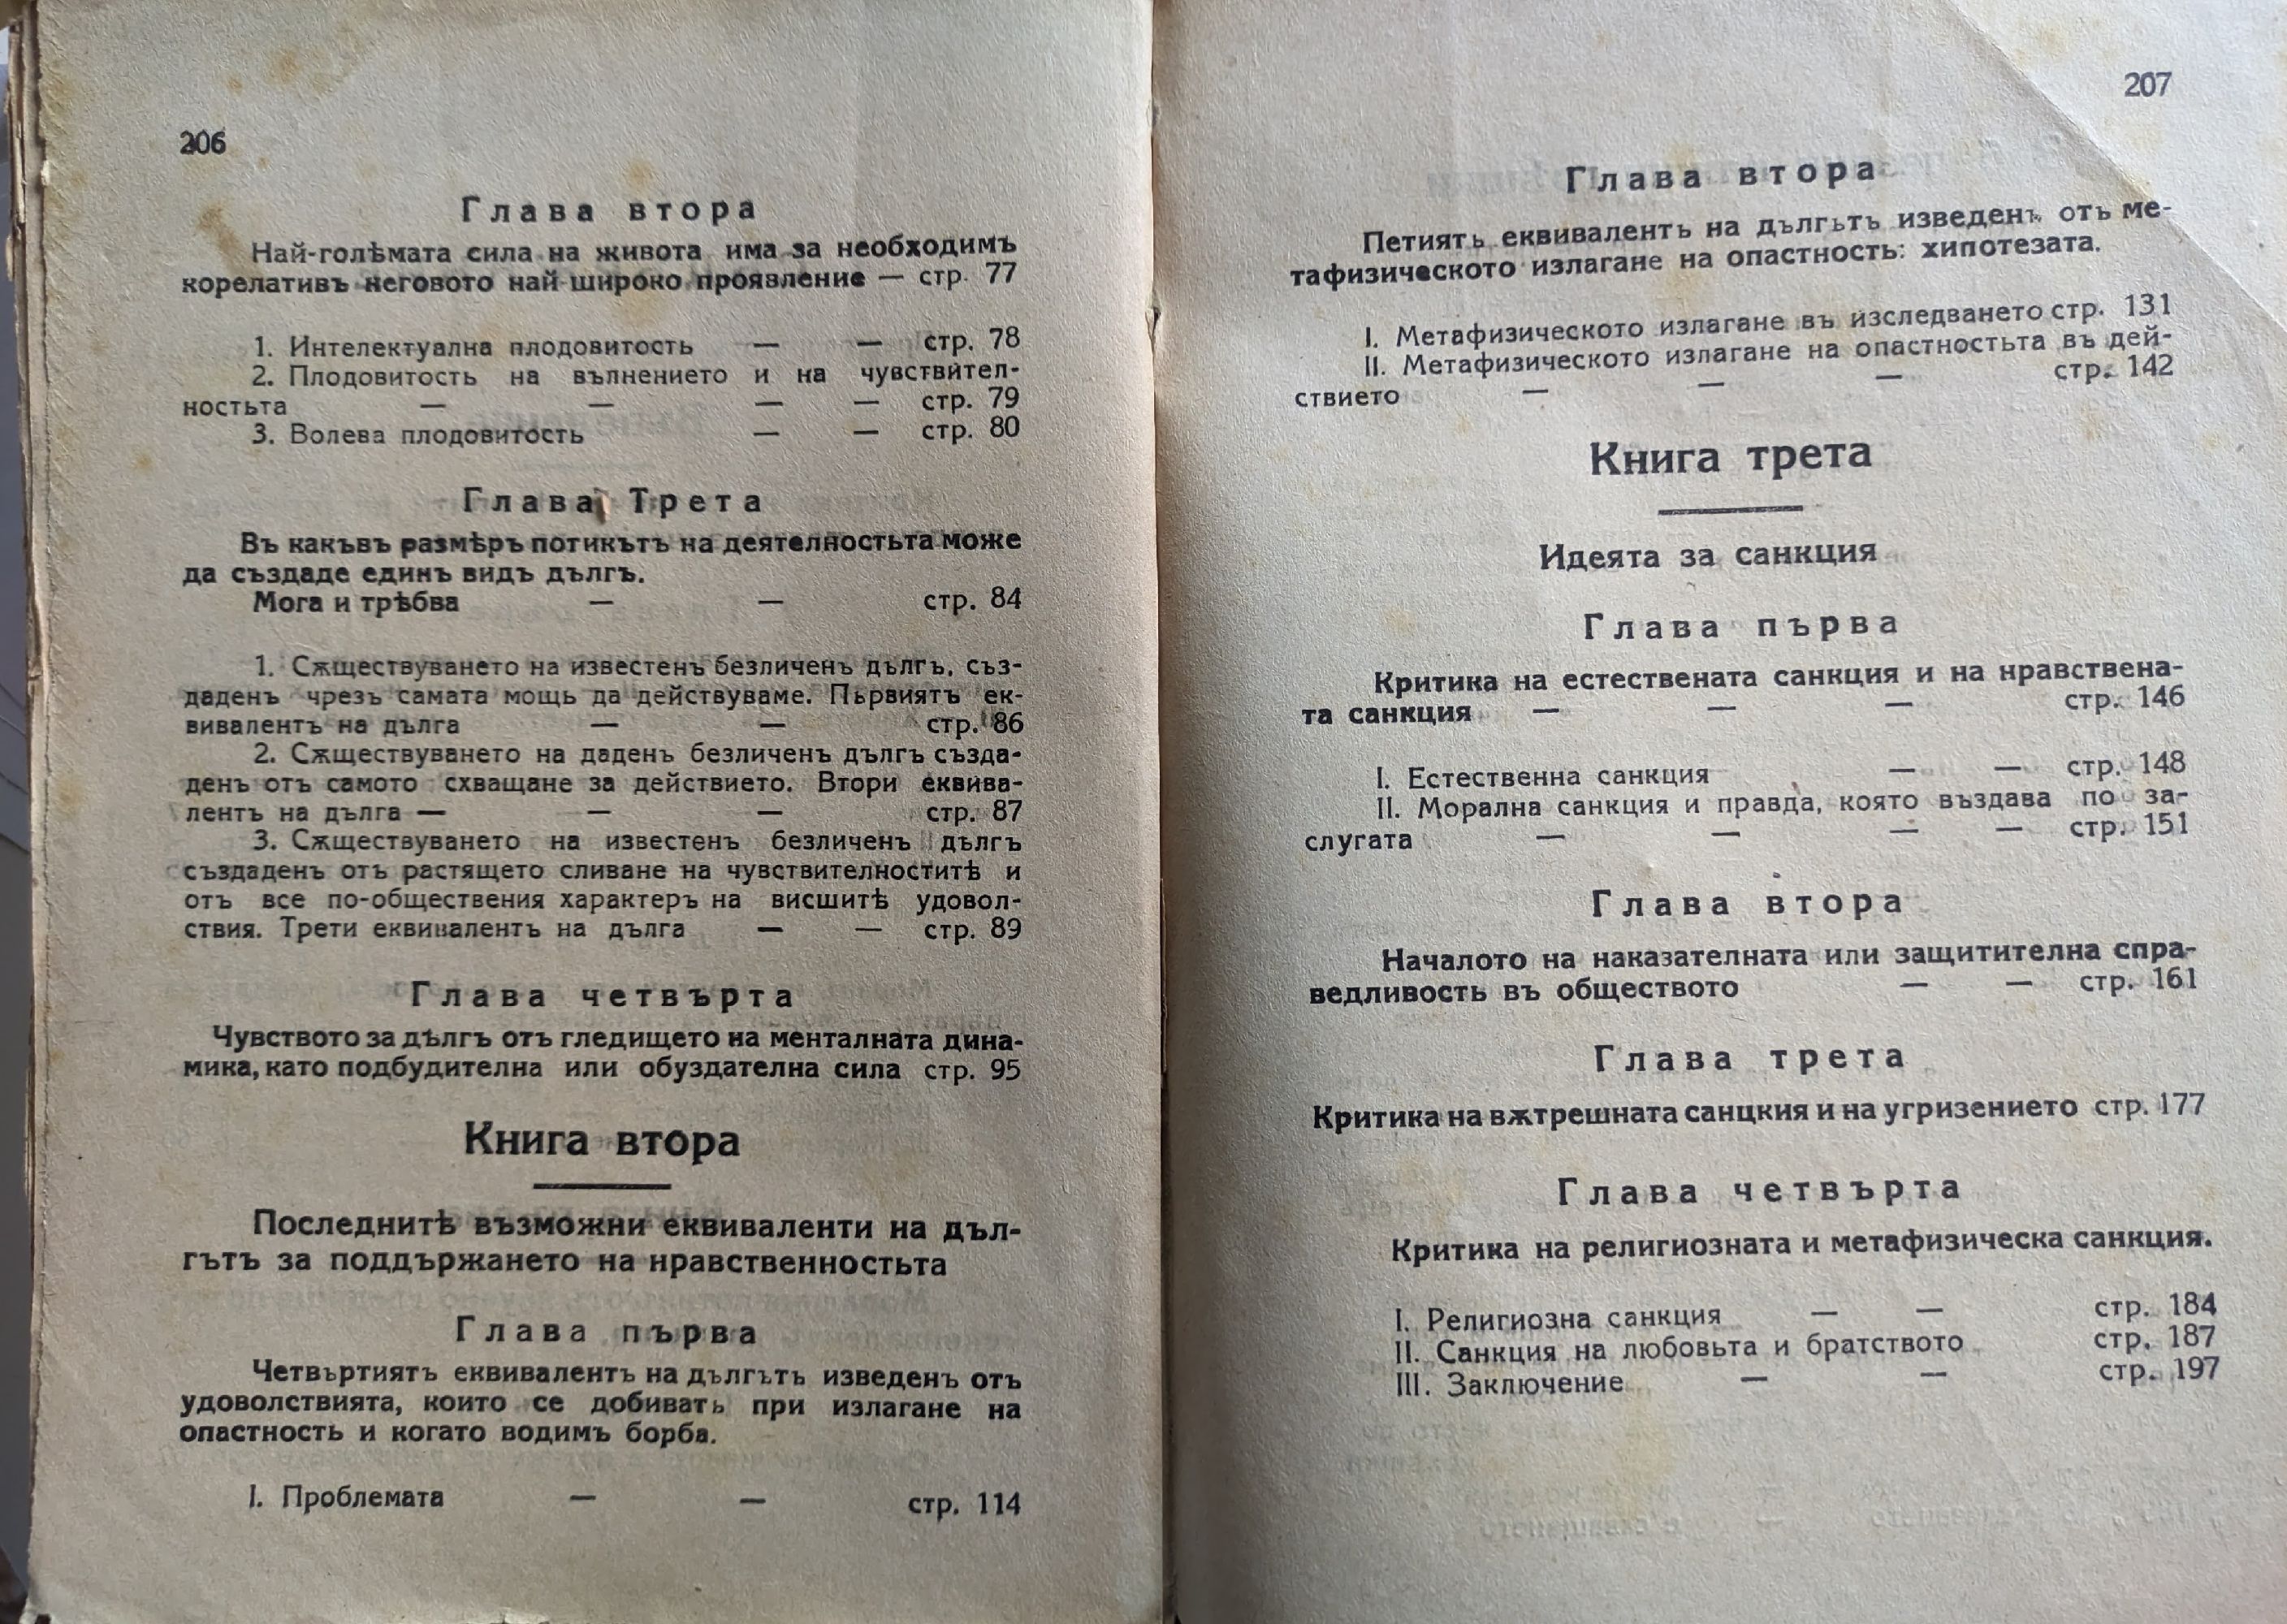 206
Глава втора
Най-голѣмата сила на живота има за необходимъ
корелативъ неговото най-широко проявление — стр. 77
1. Интелектуална плодовитость — — стр. 78
2. Плодовитость на вълнението и на чувствител-
ностьта — — — — стр. 79
3. Волева плодовитость — — стр. 80
Глава Трета
Въ какъвъ размѣръ потикътъ на деятелностьта може
да създаде единъ видъ дългъ.
Мога и трѣбва — — стр. 84
1. Сѫществуването на известенъ безличенъ дългъ, съз-
даденъ чрезъ самата мощь да действуваме. Първиятъ ек-
вивалентъ на дълга — — стр. 86
2. Сѫществуването на даденъ безличенъ дългъ създа-
денъ отъ самото схващане за действието. Втори еквива-
лентъ на дълга — — — стр. 87
3. Сѫществуването на известенъ безличенъ дългъ
създаденъ отъ растящето сливане на чувствителноститѣ и
отъ все по-обществения характеръ на висшитѣ удовол-
ствия. Трети еквивалентъ на дълга — — стр. 89
Глава четвърта
Чувството за дългъ отъ гледището на менталната дина-
мика, като подбудителна или обуздателна сила стр. 95
Книга втора
Последнитѣ възможни еквиваленти на дъл-
гътъ за поддържането на нравственностьта
Глава първа
Четвъртиятъ еквивалентъ на дългътъ изведенъ отъ
удоволствията, които се добиватъ при излагане на
опастность и когато водимъ борба.
I. Проблемата — — стр. 114
207
Глава втора
Петиятъ еквивалентъ на дългътъ изведенъ отъ ме-
тафизическото излагане на опастность: хипотезата.
I. Метафизическото излагане въ изследването стр. 131
II. Метафизическото излагане на опастностьта въ дей-
ствието — — — стр. 142
Книга трета
Идеята за санкция
Глава първа
Критика на естествената санкция и на нравствена-
та санкция — — — стр. 146
I. Естественна санкция — — стр. 148
II. Морална санкция и правда, която въздава по за-
слугата — — — — стр. 151
Глава втора
Началото на наказателната или защитителна спра-
ведливость въ обществото — — стр. 161
Глава трета
Критика на вѫтрешната санцкия и на угризението стр. 177
Глава четвърта
Критика на религиозната и метафизическа санкция.
I. Религиозна санкция — — стр. 184
II. Санкция на любовьта и братството стр. 187
III. Заключение — — стр. 197